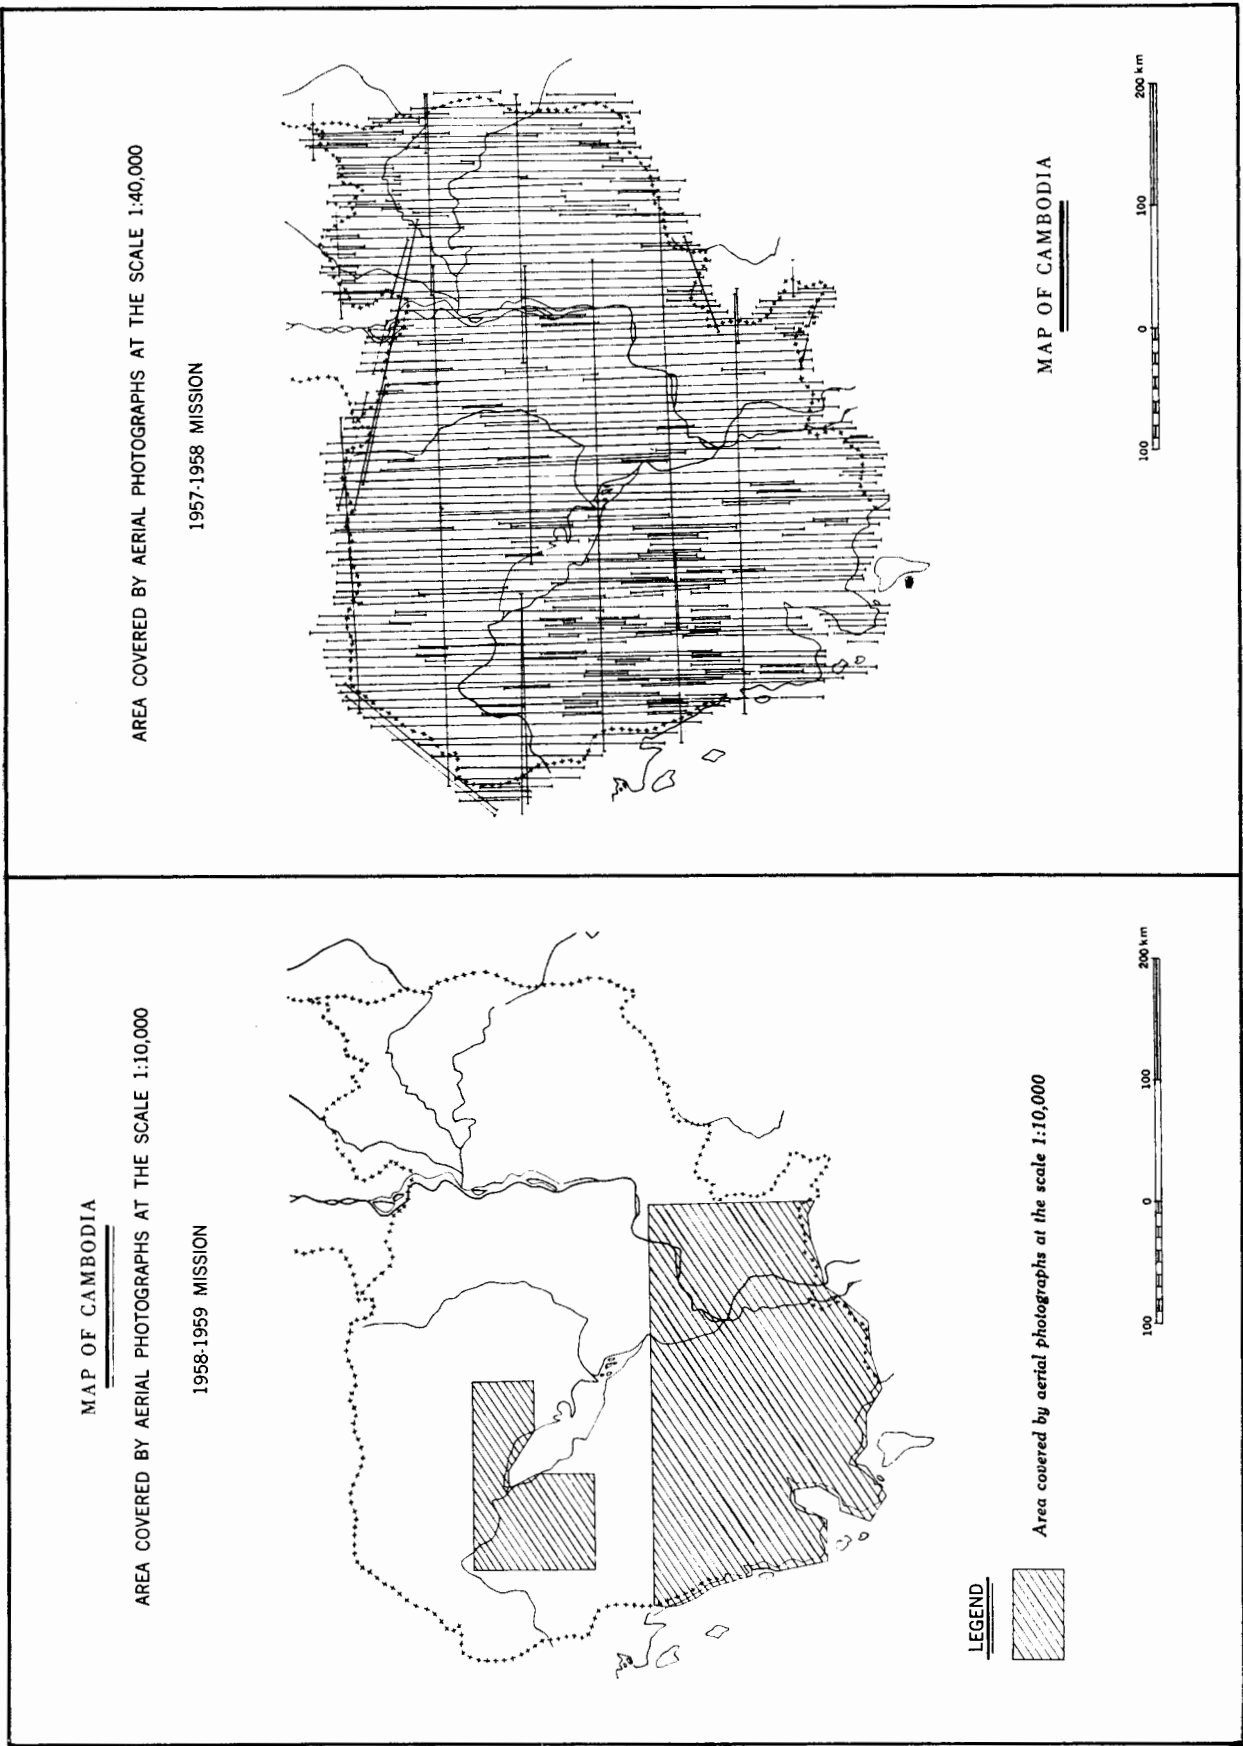 MAP OF CAMBODIA
AREA COVERED BY AERIAL PHOTOGRAPHS AT THE SCALE 1:10,000
1958-1959 MISSION
LEGEND
Area covered by aerial photographs at the scale 1:10,000
100 0 100 200 km
AREA COVERED BY AERIAL PHOTOGRAPHS AT THE SCALE 1:40,000
1957-1958 MISSION
MAP OF CAMBODIA
100 0 100 200 km